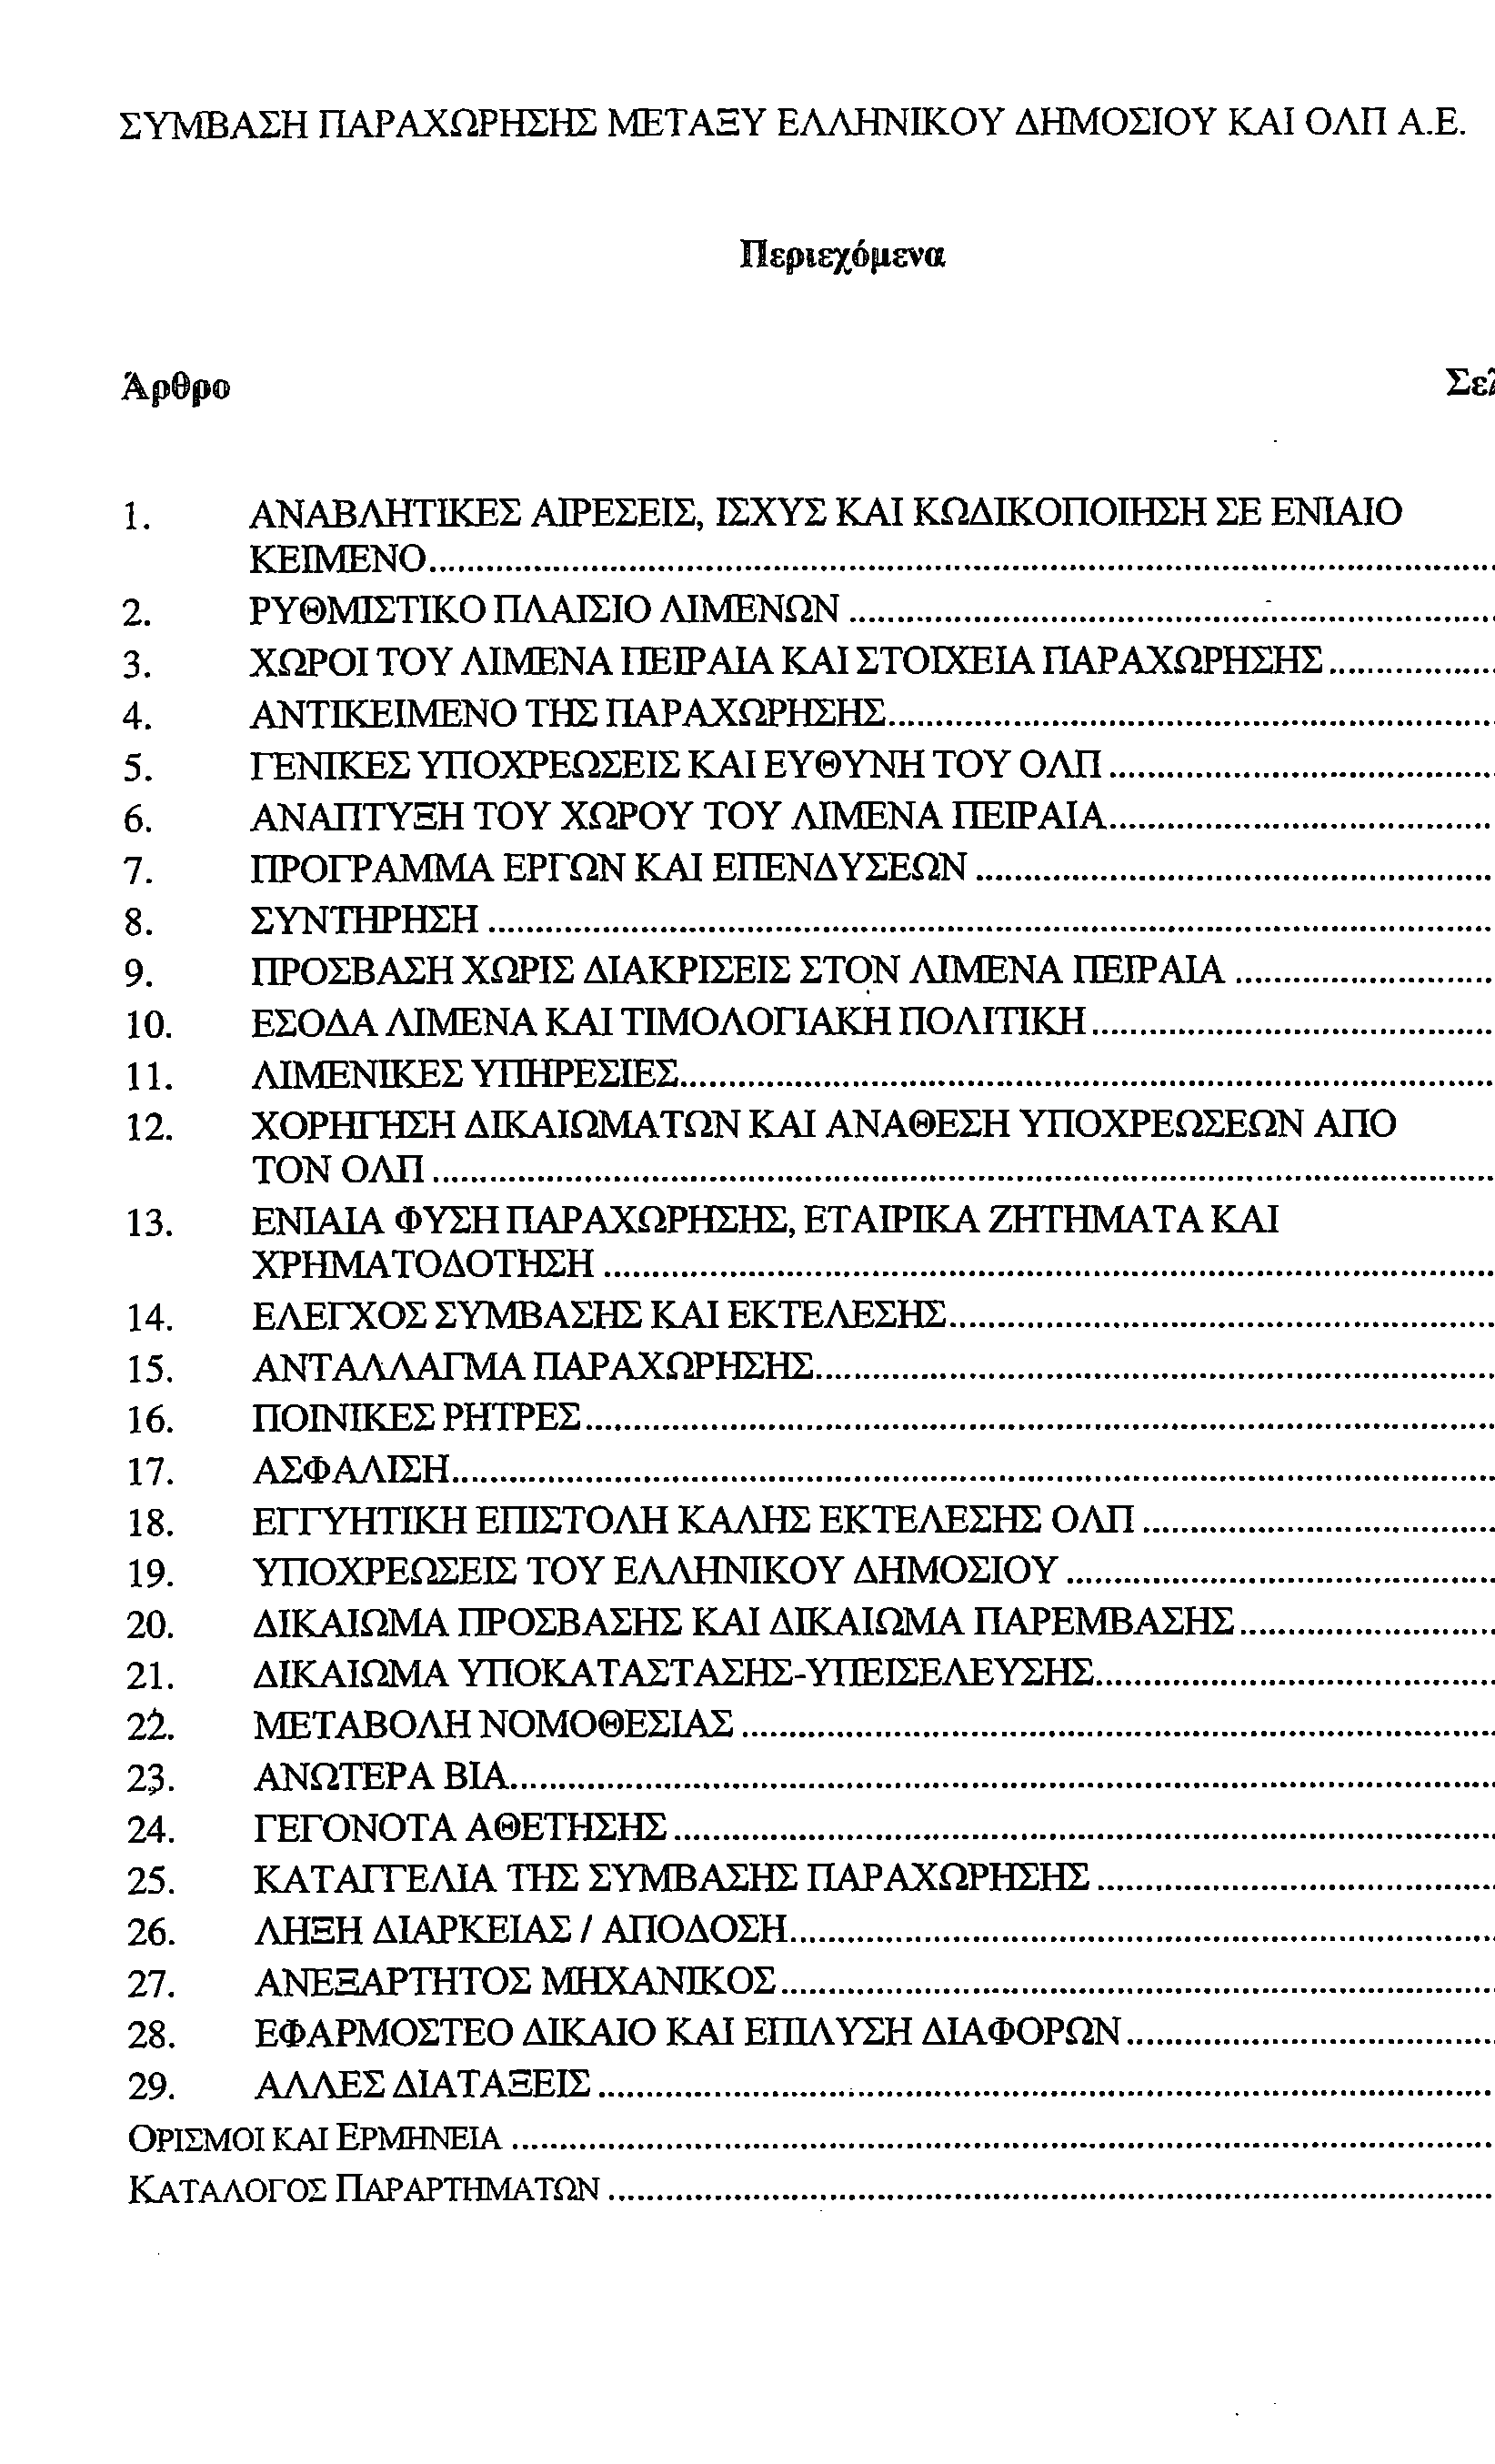 ΣΥΜΒΑΣΗ ΠΑΡΑΧΩΡΗΣΗΣ ΜΕΤΑΞΥ ΕΛΛΗΝΙΚΟΥ ΔΗΜΟΣΙΟΥ ΚΑΙ ΟΛΠ Α.Ε.
Περιεχόμενα
Άρθρο
1. ΑΝΑΒΛΗΤΙΚΕΣ ΑΙΡΕΣΕΙΣ, ΙΣΧΥΣ ΚΑΙ ΚΩΔΙΚΟΠΟΙΗΣΗ ΣΕ ΕΝΙΑΙΟ
ΚΕΙΜΕΝΟ
2. ΡΥΘΜΙΣΤΙΚΟ ΠΛΑΙΣΙΟ ΛΙΜΕΝΩΝ
3. ΧΩΡΟΙ ΤΟΥ ΛΙΜΕΝΑ ΠΕΙΡΑΙΑ ΚΑΙ ΣΤΟΙΧΕΙΑ ΠΑΡΑΧΩΡΗΣΗΣ
4. ΑΝΤΙΚΕΙΜΕΝΟ ΤΗΣ ΠΑΡΑΧΩΡΗΣΗΣ
5. ΓΕΝΙΚΕΣ ΥΠΟΧΡΕΩΣΕΙΣ ΚΑΙ ΕΥΘΥΝΗ ΤΟΥ ΟΛΠ
6. ΑΝΑΠΤΥΞΗ ΤΟΥ ΧΩΡΟΥ ΤΟΥ ΛΙΜΕΝΑ ΠΕΙΡΑΙΑ
7. ΠΡΟΓΡΑΜΜΑ ΕΡΓΩΝ ΚΑΙ ΕΠΕΝΔΥΣΕΩΝ
8. ΣΥΝΤΗΡΗΣΗ
9. ΠΡΟΣΒΑΣΗ ΧΩΡΙΣ ΔΙΑΚΡΙΣΕΙΣ ΣΤΟΝ ΛΙΜΕΝΑ ΠΕΙΡΑΙΑ
10. ΕΣΟΔΑ ΛΙΜΕΝΑ ΚΑΙ ΤΙΜΟΛΟΓΙΑΚΗ ΠΟΛΙΤΙΚΗ
11. ΛΙΜΕΝΙΚΕΣ ΥΠΗΡΕΣΙΕΣ
12. ΧΟΡΗΓΗΣΗ ΔΙΚΑΙΩΜΑΤΩΝ ΚΑΙ ΑΝΑΘΕΣΗ ΥΠΟΧΡΕΩΣΕΩΝ ΑΠΟ
ΤΟΝ ΟΛΠ
13. ΕΝΙΑΙΑ ΦΥΣΗ ΠΑΡΑΧΩΡΗΣΗΣ, ΕΤΑΙΡΙΚΑ ΖΗΤΗΜΑΤΑ ΚΑΙ
ΧΡΗΜΑΤΟΔΟΤΗΣΗ
14. ΕΛΕΓΧΟΣ ΣΥΜΒΑΣΗΣ ΚΑΙ ΕΚΤΕΛΕΣΗΣ
15. ΑΝΤΑΛΛΑΓΜΑ ΠΑΡΑΧΩΡΗΣΗΣ
16. ΠΟΙΝΙΚΕΣ ΡΗΤΡΕΣ
17. ΑΣΦΑΛΙΣΗ
18. ΕΓΓΥΗΤΙΚΗ ΕΠΙΣΤΟΛΗ ΚΑΛΗΣ ΕΚΤΕΛΕΣΗΣ ΟΛΠ
19. ΥΠΟΧΡΕΩΣΕΙΣ ΤΟΥ ΕΛΛΗΝΙΚΟΥ ΔΗΜΟΣΙΟΥ
20. ΔΙΚΑΙΩΜΑ ΠΡΟΣΒΑΣΗΣ ΚΑΙ ΔΙΚΑΙΩΜΑ ΠΑΡΕΜΒΑΣΗΣ
21. ΔΙΚΑΙΩΜΑ ΥΠΟΚΑΤΑΣΤΑΣΗΣ-ΥΠΕΙΣΕΛΕΥΣΗΣ
22. ΜΕΤΑΒΟΛΗ ΝΟΜΟΘΕΣΙΑΣ
23. ΑΝΩΤΕΡΑ ΒΙΑ
24. ΓΕΓΟΝΟΤΑ ΑΘΕΤΗΣΗΣ
25. ΚΑΤΑΓΓΕΛΙΑ ΤΗΣ ΣΥΜΒΑΣΗΣ ΠΑΡΑΧΩΡΗΣΗΣ
26. ΛΗΞΗ ΔΙΑΡΚΕΙΑΣ / ΑΠΟΔΟΣΗ
27. ΑΝΕΞΑΡΤΗΤΟΣ ΜΗΧΑΝΙΚΟΣ
28. ΕΦΑΡΜΟΣΤΕΟ ΔΙΚΑΙΟ ΚΑΙ ΕΠΙΛΥΣΗ ΔΙΑΦΟΡΩΝ
29. ΑΛΛΕΣ ΔΙΑΤΑΞΕΙΣ
ΟΡΙΣΜΟΙ ΚΑΙ ΕΡΜΗΝΕΙΑ
ΚΑΤΑΛΟΓΟΣ ΠΑΡΑΡΤΗΜΑΤΩΝ